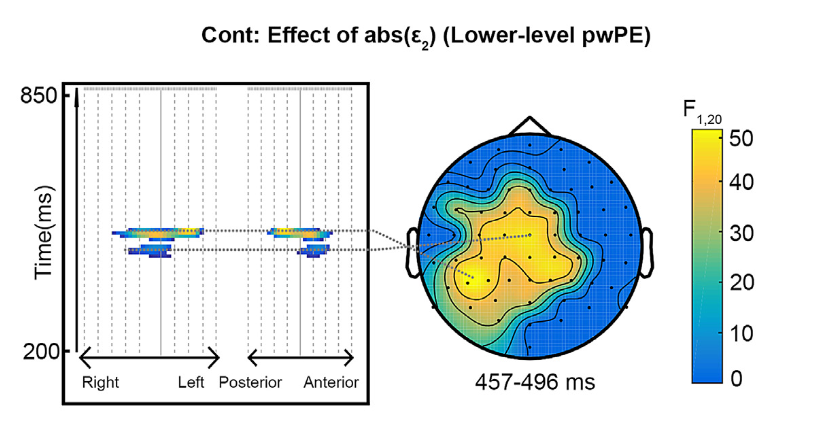 Cont: Effect of abs(ε₂) (Lower-level pwPE)
850
Time(ms)
200
Right Left Posterior Anterior
457-496 ms
F₁,₂₀
50
40
30
20
10
0